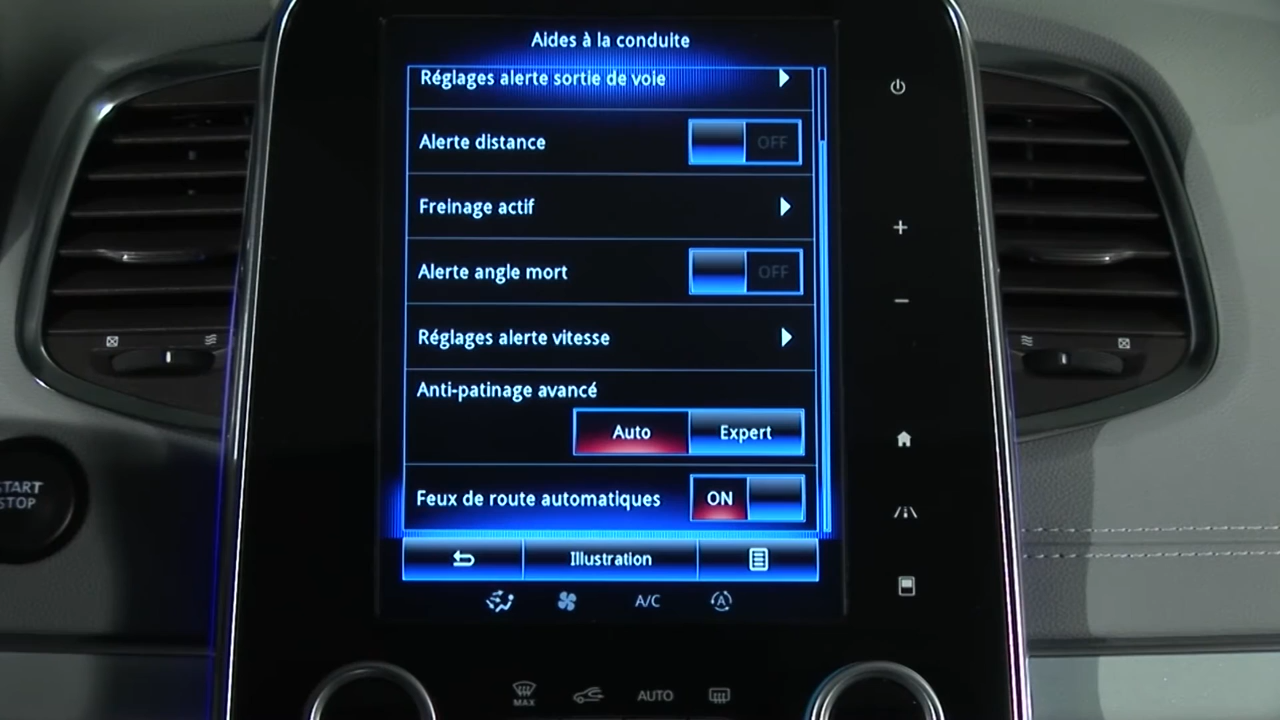 Aides à la conduite
Réglages alerte sortie de voie
Alerte distance OFF
Freinage actif
Alerte angle mort OFF
Réglages alerte vitesse
Anti-patinage avancé
Auto Expert
Feux de route automatiques ON
Illustration
A/C
MAX AUTO
START
STOP